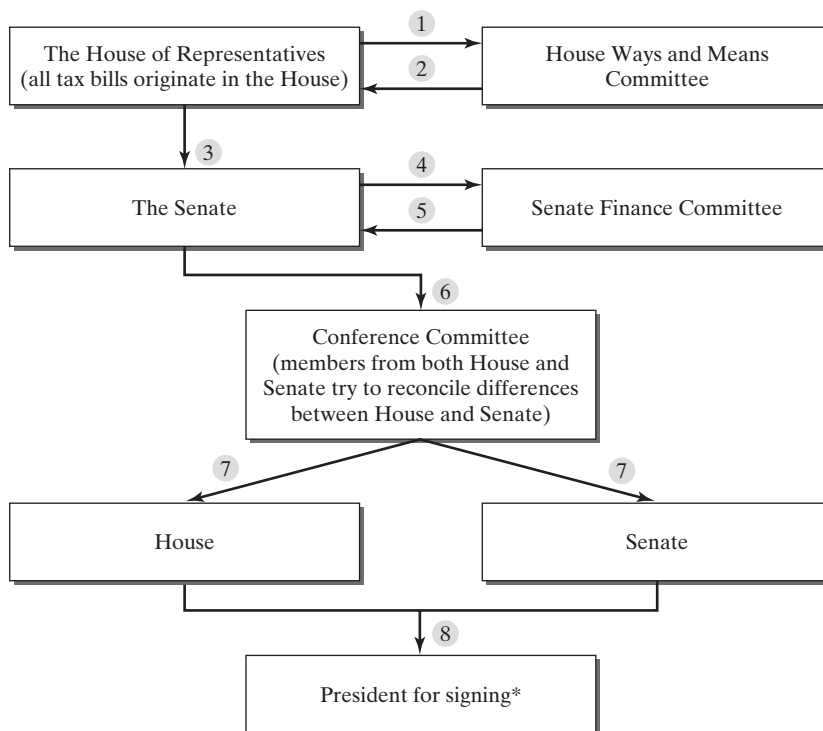 1
The House of Representatives
(all tax bills originate in the House)
House Ways and Means
Committee
2
3
The Senate
4
Senate Finance Committee
5
6
Conference Committee
(members from both House and
Senate try to reconcile differences
between House and Senate)
7
7
House
Senate
8
President for signing*